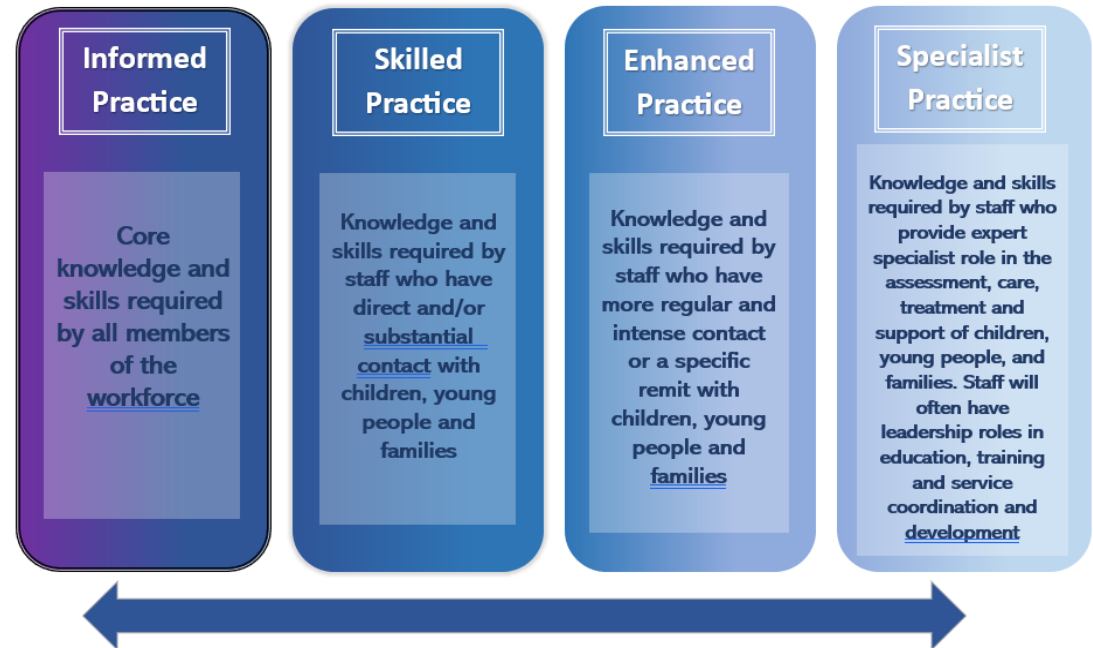 Informed
Practice
Core
knowledge and
skills required
by all members
of the
workforce
Skilled
Practice
Knowledge and
skills required by
staff who have
direct and/or
substantial
contact with
children, young
people and
families
Enhanced
Practice
Knowledge and
skills required by
staff who have
more regular and
intense contact
or a specific
remit with
children, young
people and
families
Specialist
Practice
Knowledge and skills
required by staff who
provide expert
specialist role in the
assessment, care,
treatment and
support of children,
young people, and
families. Staff will
often have
leadership roles in
education, training
and service
coordination and
development